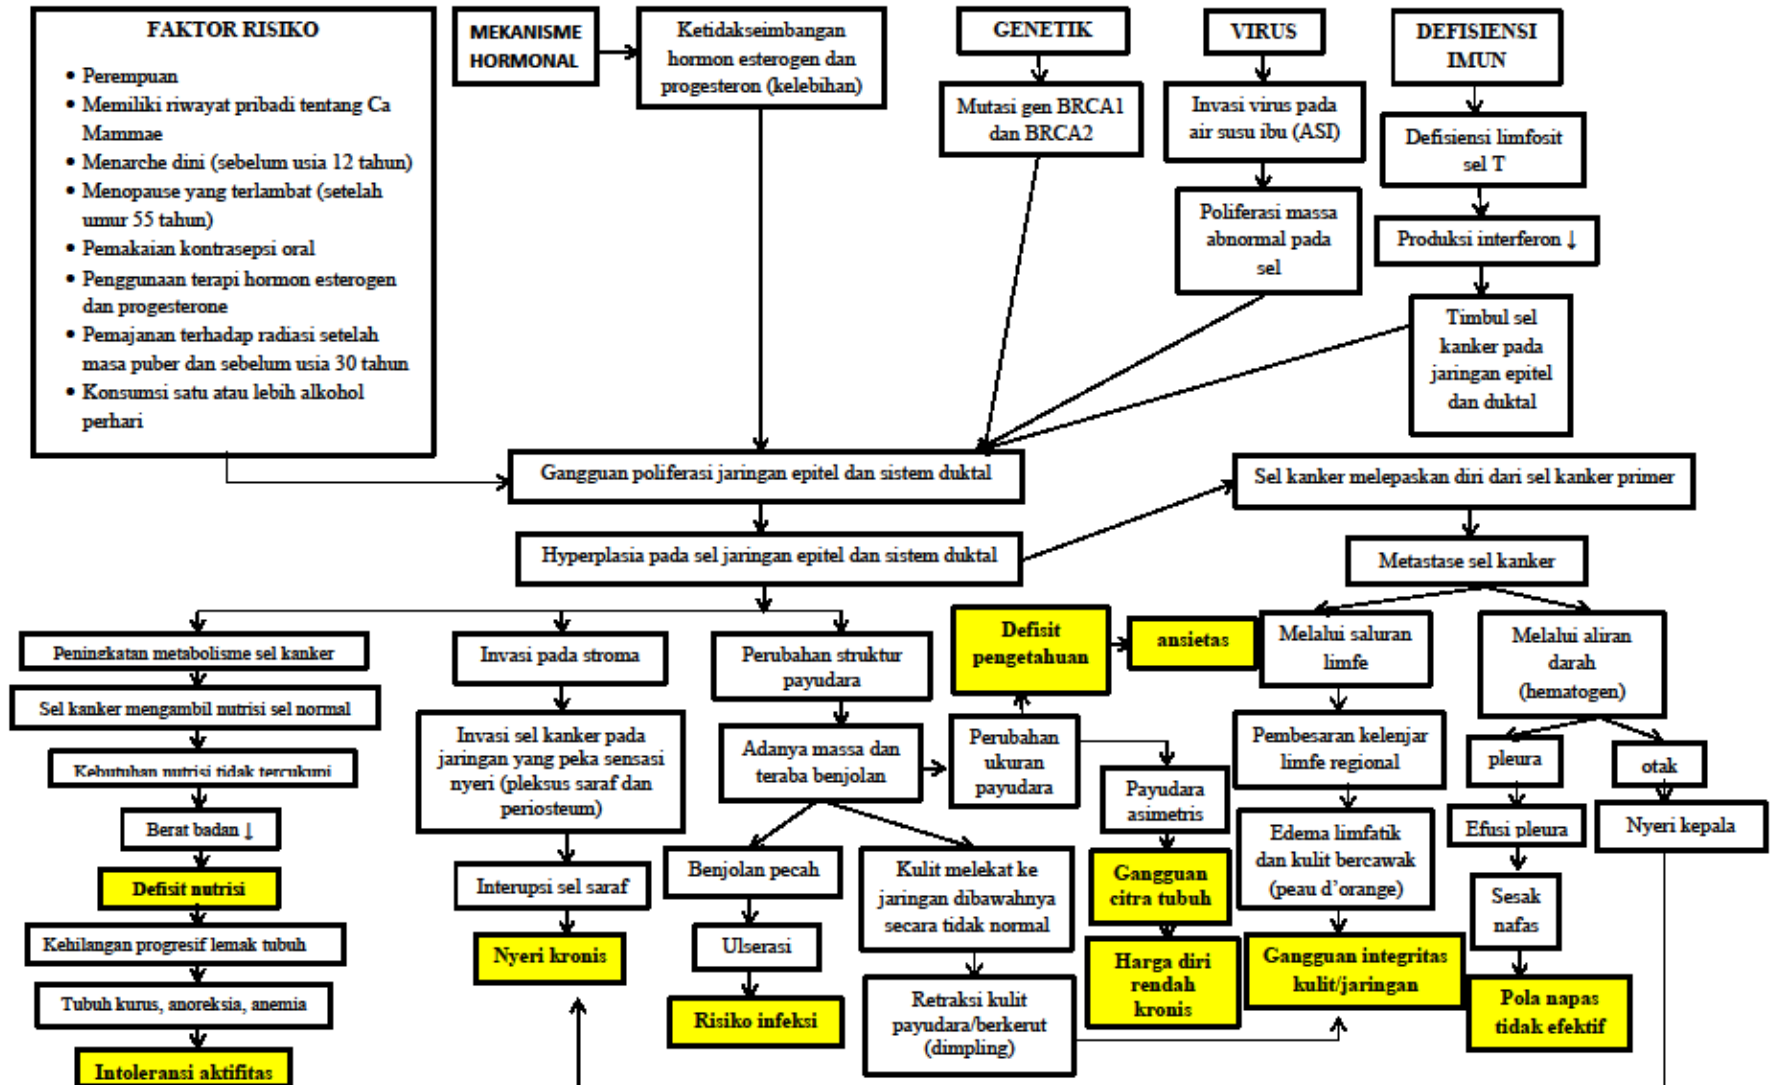 FAKTOR RISIKO
• Perempuan
• Memiliki riwayat pribadi tentang Ca
Mammae
• Menarche dini (sebelum usia 12 tahun)
• Menopause yang terlambat (setelah
umur 55 tahun)
• Pemakaian kontrasepsi oral
• Penggunaan terapi hormon esterogen
dan progesterone
• Pemajanan terhadap radiasi setelah
masa puber dan sebelum usia 30 tahun
• Konsumsi satu atau lebih alkohol
perhari
MEKANISME
HORMONAL
Ketidakseimbangan
hormon esterogen dan
progesteron (kelebihan)
GENETIK
Mutasi gen BRCA1
dan BRCA2
VIRUS
Invasi virus pada
air susu ibu (ASI)
Poliferasi massa
abnormal pada
sel
DEFISIENSI
IMUN
Defisiensi limfosit
sel T
Produksi interferon ↓
Timbul sel
kanker pada
jaringan epitel
dan duktal
Gangguan poliferasi jaringan epitel dan sistem duktal
Hyperplasia pada sel jaringan epitel dan sistem duktal
Sel kanker melepaskan diri dari sel kanker primer
Metastase sel kanker
Peningkatan metabolisme sel kanker
Sel kanker mengambil nutrisi sel normal
Kebutuhan nutrisi tidak tercukupi
Berat badan ↓
Defisit nutrisi
Kehilangan progresif lemak tubuh
Tubuh kurus, anoreksia, anemia
Intoleransi aktifitas
Invasi pada stroma
Invasi sel kanker pada
jaringan yang peka sensasi
nyeri (pleksus saraf dan
periosteum)
Interupsi sel saraf
Nyeri kronis
Perubahan struktur
payudara
Adanya massa dan
teraba benjolan
Benjolan pecah
Ulserasi
Risiko infeksi
Kulit melekat ke
jaringan dibawahnya
secara tidak normal
Retraksi kulit
payudara/berkerut
(dimpling)
Defisit
pengetahuan
ansietas
Perubahan
ukuran
payudara
Payudara
asimetris
Gangguan
citra tubuh
Harga diri
rendah
kronis
Melalui saluran
limfe
Pembesaran kelenjar
limfe regional
Edema limfatik
dan kulit bercawak
(peau d'orange)
Gangguan integritas
kulit/jaringan
Melalui aliran
darah
(hematogen)
pleura
Efusi pleura
Sesak
nafas
Pola napas
tidak efektif
otak
Nyeri kepala